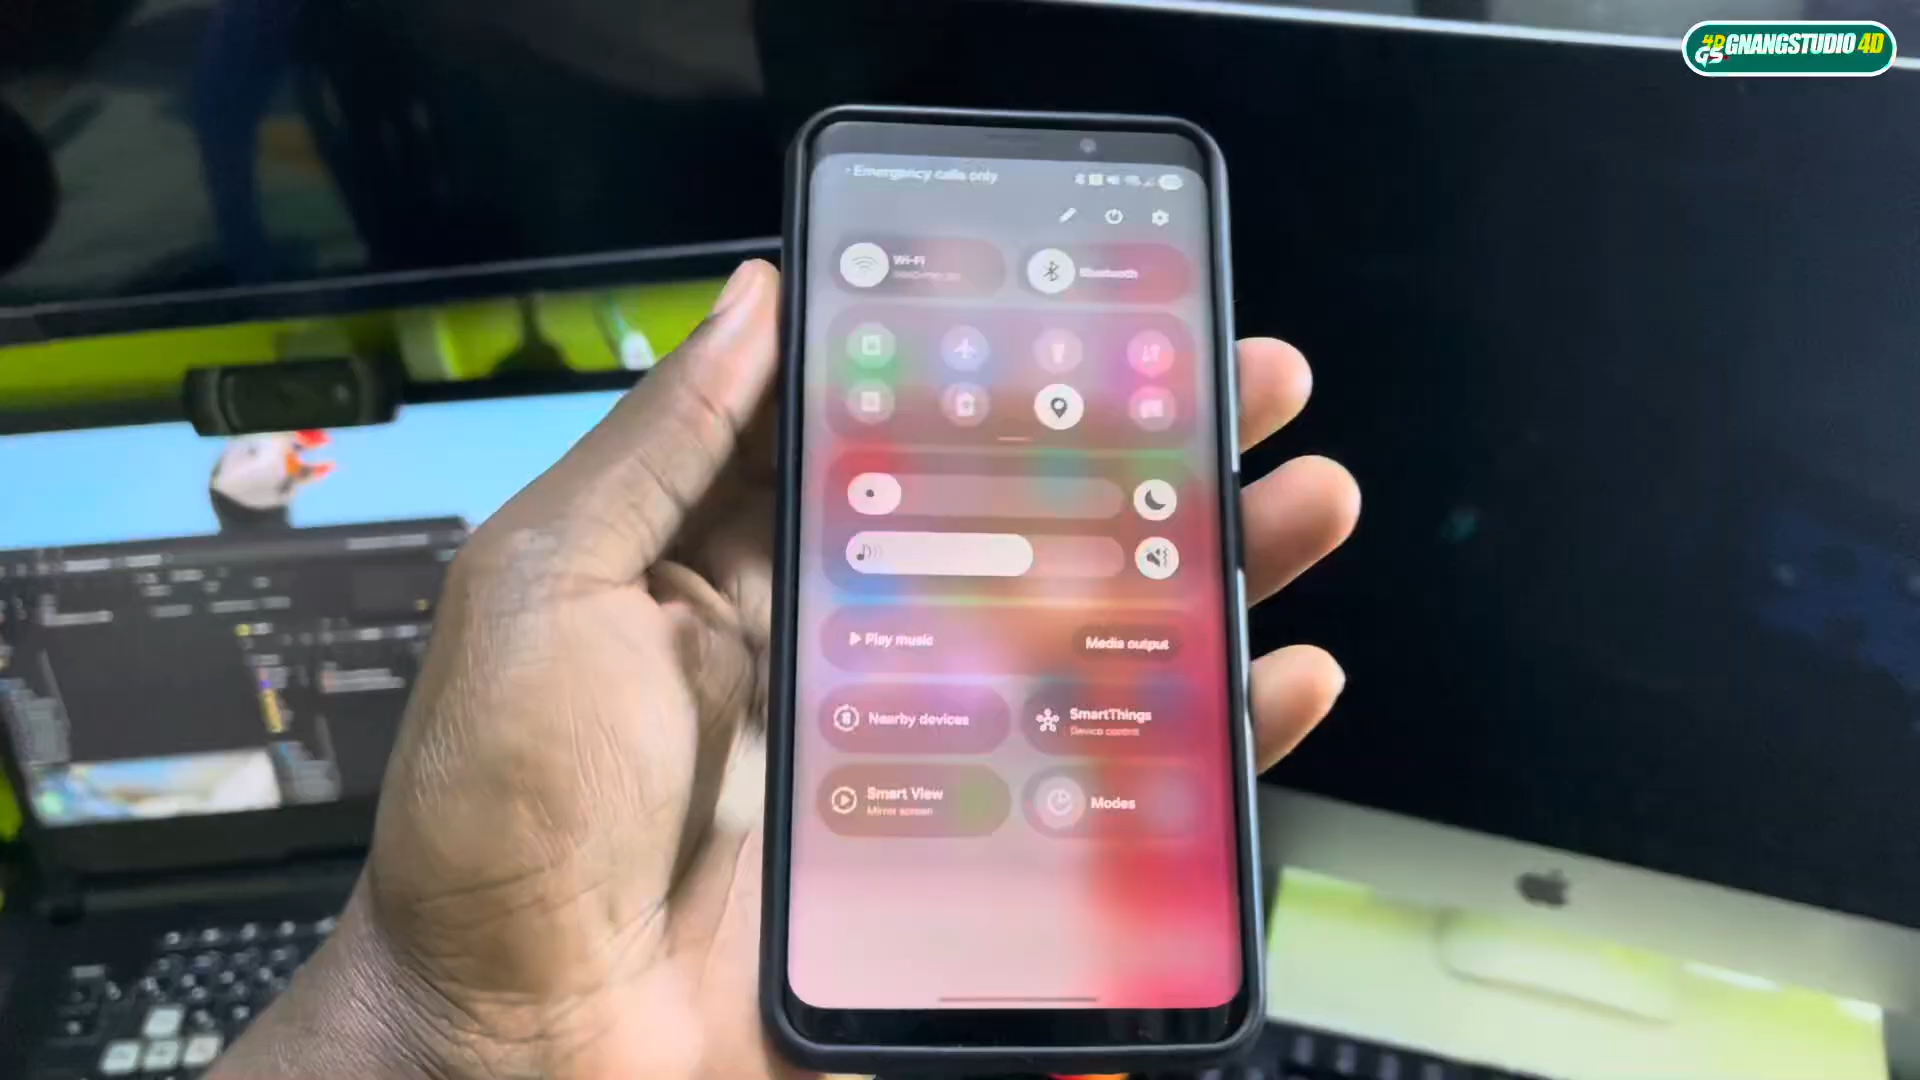 GNANGSTUDIO 4D
Emergency calls only
Wi-Fi
Bluetooth
Play music
Media output
Nearby devices
SmartThings
Device control
Smart View
Mirror screen
Modes